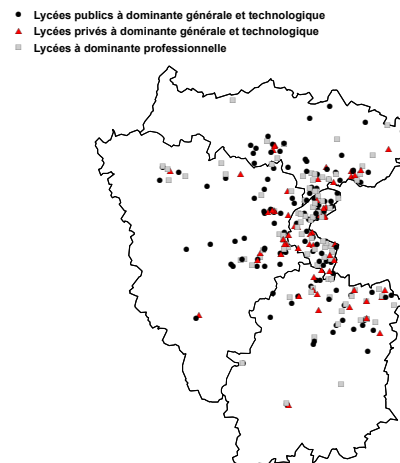 Lycées publics à dominante générale et technologique
Lycées privés à dominante générale et technologique
Lycées à dominante professionnelle